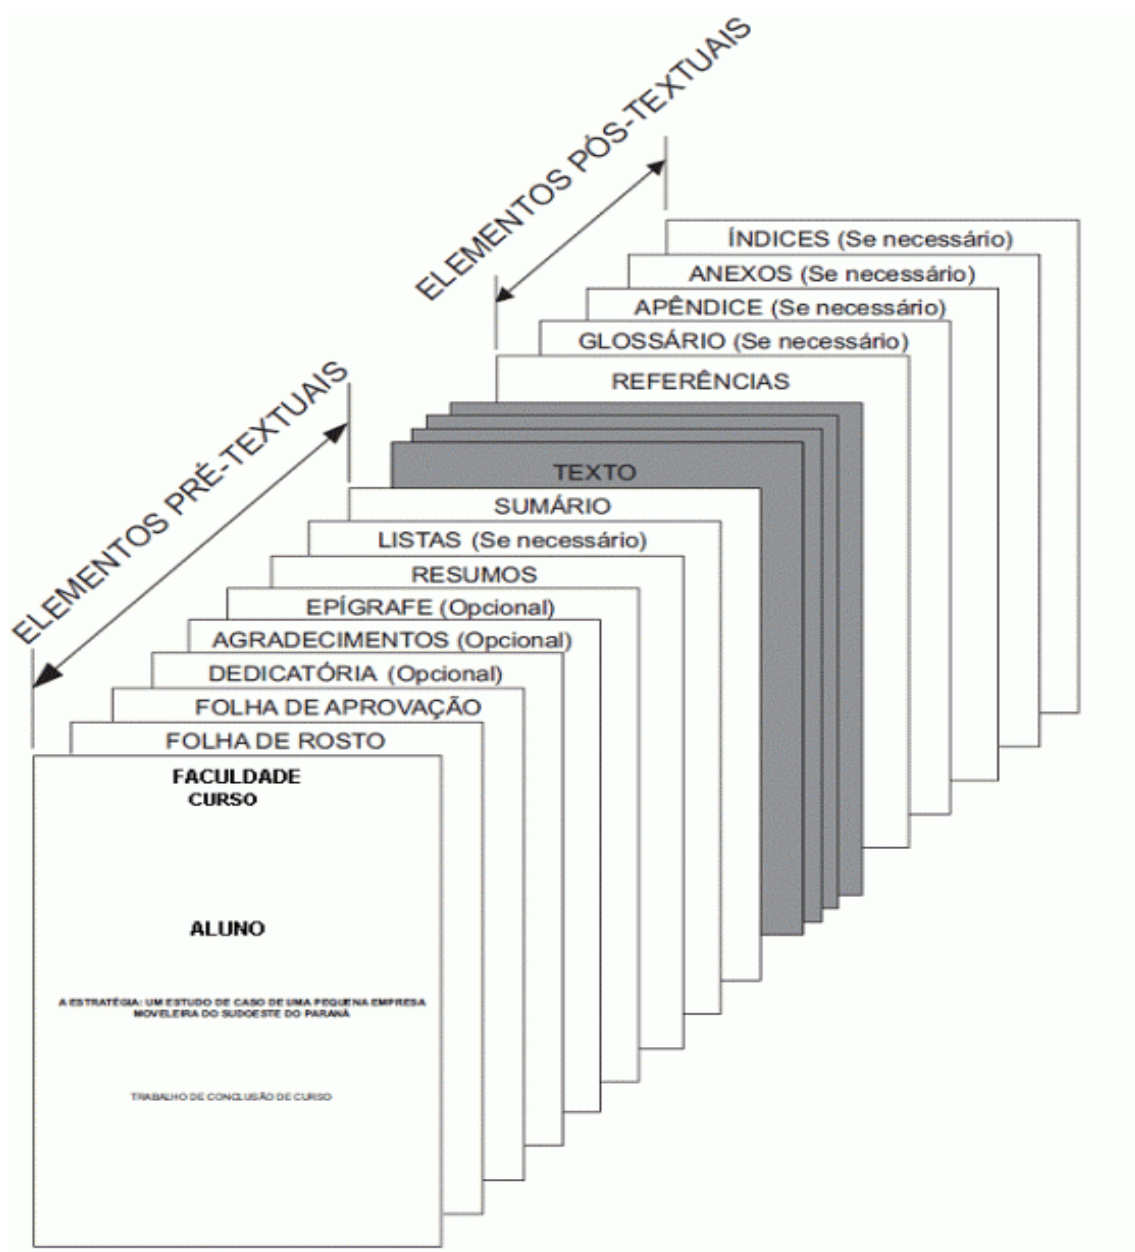 ELEMENTOS PÓS-TEXTUAIS
ÍNDICES (Se necessário)
ANEXOS (Se necessário)
APÊNDICE (Se necessário)
GLOSSÁRIO (Se necessário)
REFERÊNCIAS
ELEMENTOS PRÉ-TEXTUAIS
TEXTO
SUMÁRIO
LISTAS (Se necessário)
RESUMOS
EPÍGRAFE (Opcional)
AGRADECIMENTOS (Opcional)
DEDICATÓRIA (Opcional)
FOLHA DE APROVAÇÃO
FOLHA DE ROSTO
FACULDADE
CURSO
ALUNO
A ESTRATÉGIA: UM ESTUDO DE CASO DE UMA PEQUENA EMPRESA
MOVELEIRA DO SUDOESTE DO PARANÁ
TRABALHO DE CONCLUSÃO DE CURSO